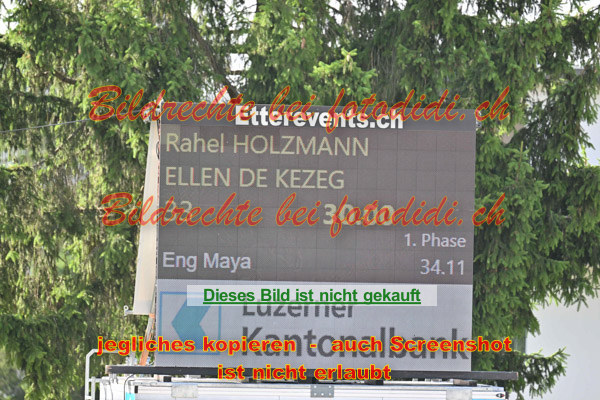 Bildrechte bei fotodidi.ch
Etterevents.ch
Rahel HOLZMANN
ELLEN DE KEZEG
Bildrechte bei fotodidi.ch
1. Phase
Eng Maya 34.11
Dieses Bild ist nicht gekauft
Luzerner
Kantonalbank
jegliches kopieren - auch Screenshot
ist nicht erlaubt